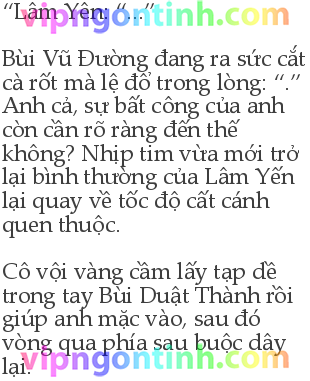 “Lâm Yên: “...”
vipngontinh.com
Bùi Vũ Đường đang ra sức cắt
cà rốt mà lệ đổ trong lòng: “.”
Anh cả, sự bất công của anh
còn cần rõ ràng đến thế
không? Nhịp tim vừa mới trở
lại bình thường của Lâm Yến
lại quay về tốc độ cất cánh
quen thuộc.
Cô vội vàng cầm lấy tạp dề
trong tay Bùi Duật Thành rồi
giúp anh mặc vào, sau đó
vòng qua phía sau buộc dây
lại.
vipngontinh.com